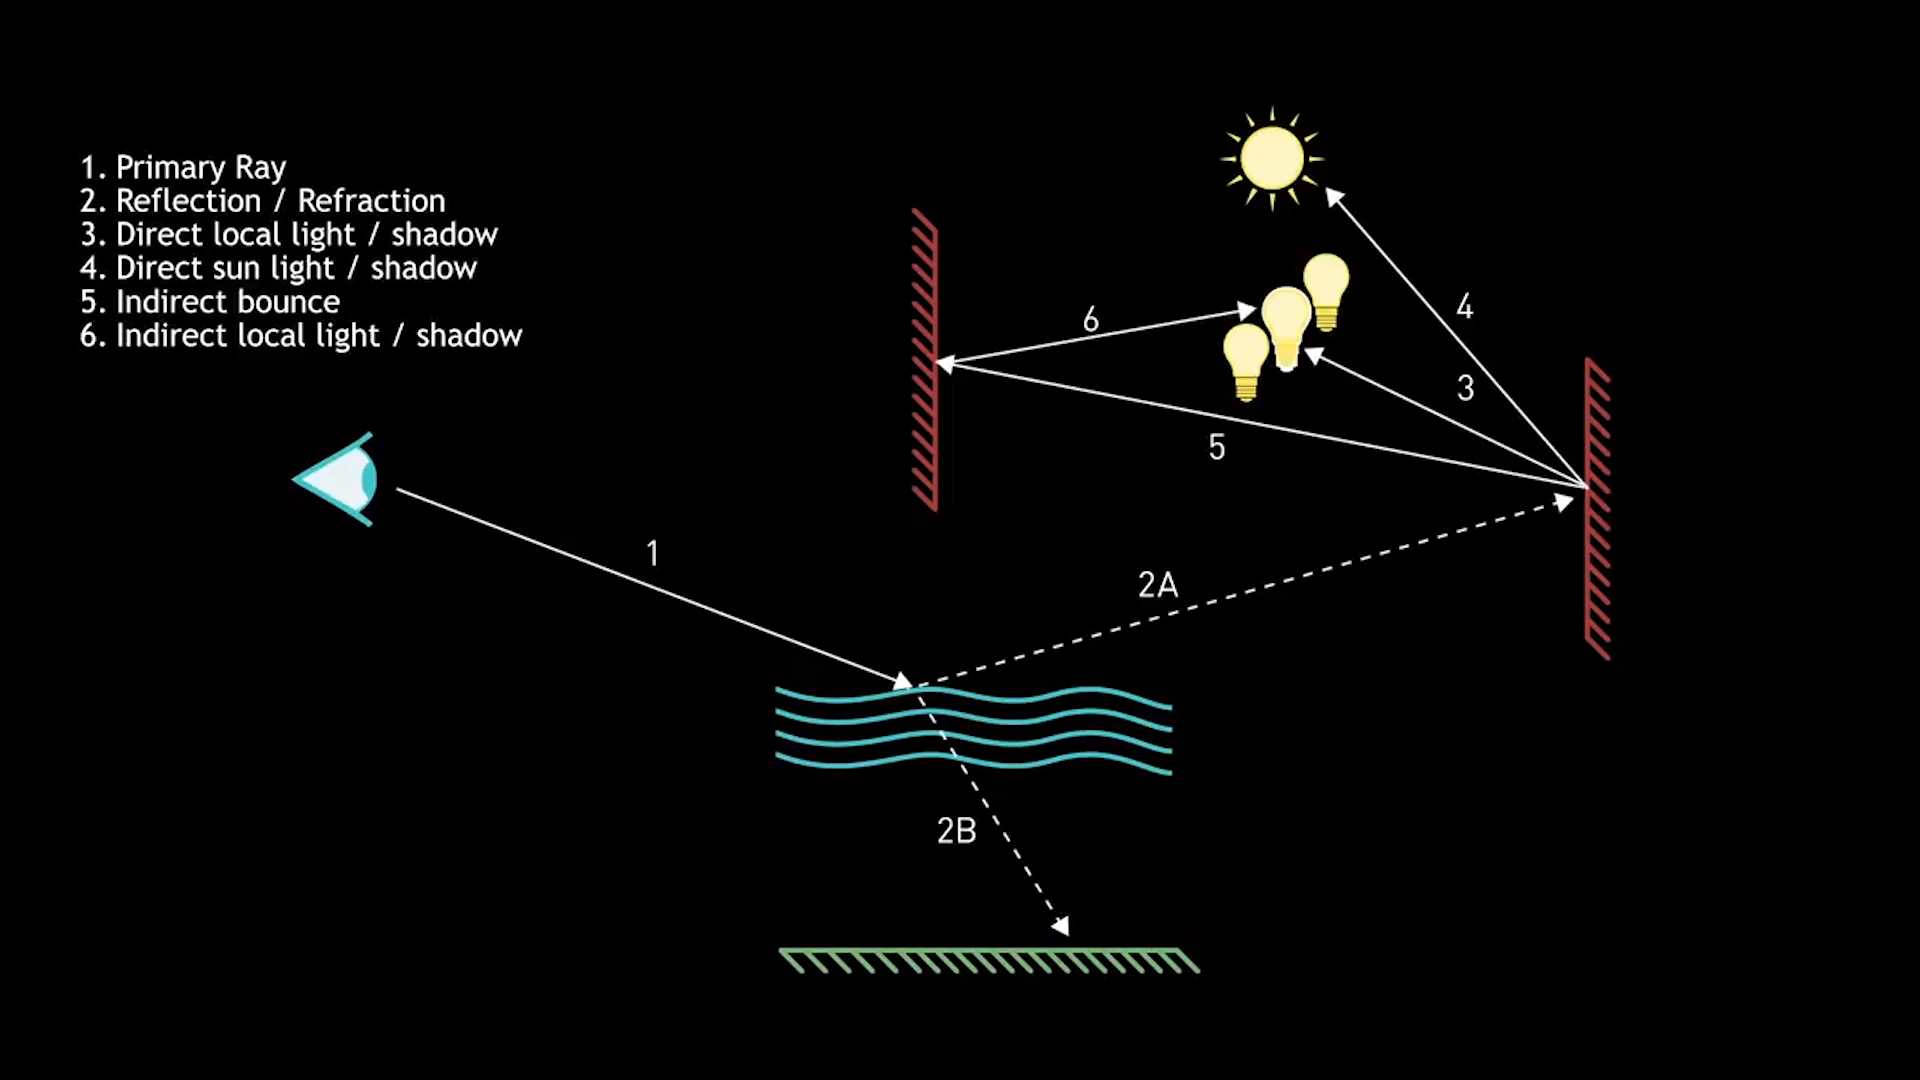 1. Primary Ray
2. Reflection / Refraction
3. Direct local light / shadow
4. Direct sun light / shadow
5. Indirect bounce
6. Indirect local light / shadow
6
4
3
5
1
2A
2B